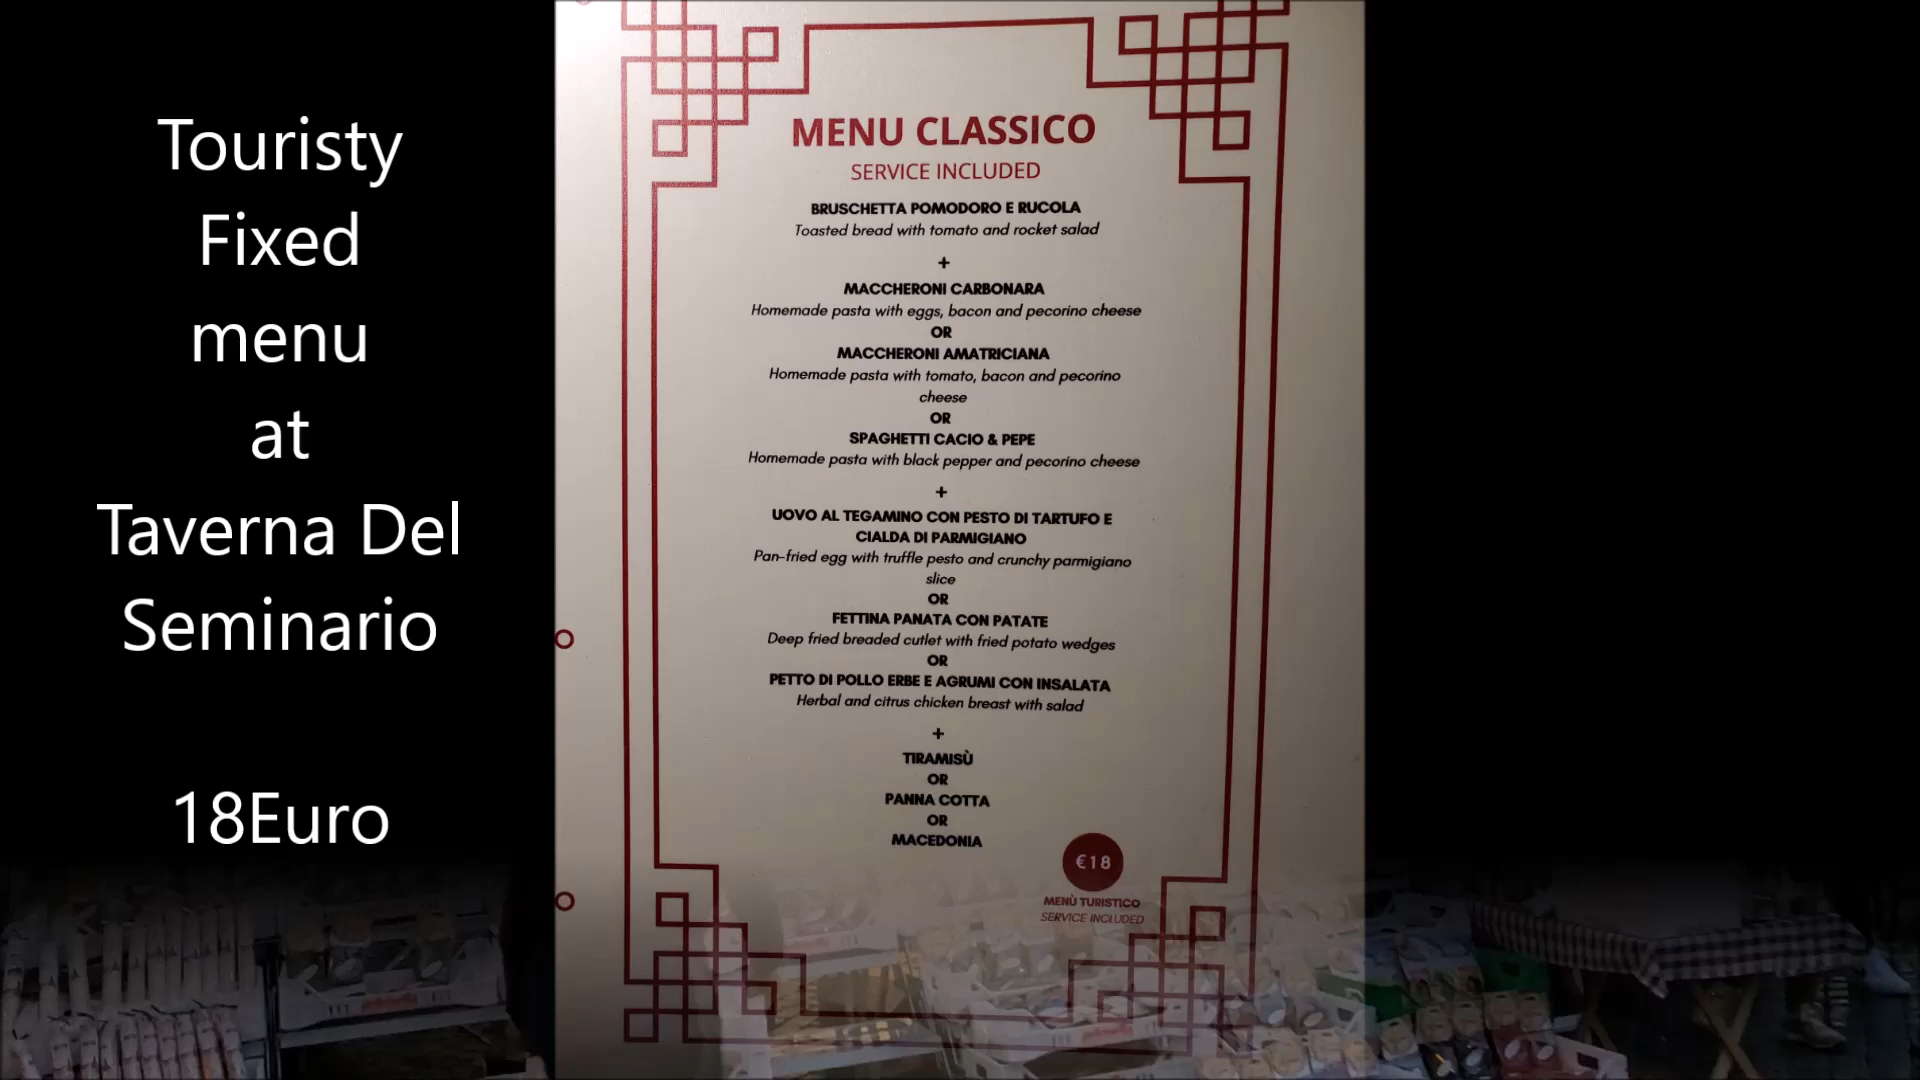 Touristy
Fixed
menu
at
Taverna Del
Seminario
18Euro
MENU CLASSICO
SERVICE INCLUDED
BRUSCHETTA POMODORO E RUCOLA
Toasted bread with tomato and rocket salad
+
MACCHERONI CARBONARA
Homemade pasta with eggs, bacon and pecorino cheese
OR
MACCHERONI AMATRICIANA
Homemade pasta with tomato, bacon and pecorino
cheese
OR
SPAGHETTI CACIO & PEPE
Homemade pasta with black pepper and pecorino cheese
+
UOVO AL TEGAMINO CON PESTO DI TARTUFO E
CIALDA DI PARMIGIANO
Pan-fried egg with truffle pesto and crunchy parmigiano
slice
OR
FETTINA PANATA CON PATATE
Deep fried breaded cutlet with fried potato wedges
OR
PETTO DI POLLO ERBE E AGRUMI CON INSALATA
Herbal and citrus chicken breast with salad
+
TIRAMISÙ
OR
PANNA COTTA
OR
MACEDONIA
€18
MENÙ TURISTICO
SERVICE INCLUDED